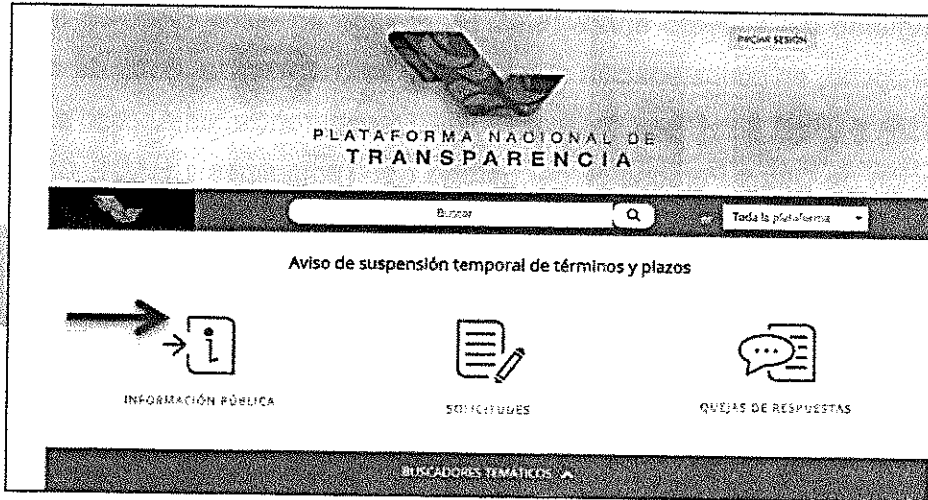 INICIAR SESIÓN
PLATAFORMA NACIONAL DE
TRANSPARENCIA
Buscar
Toda la plataforma
Aviso de suspensión temporal de términos y plazos
INFORMACIÓN PÚBLICA
SOLICITUDES
QUEJAS DE RESPUESTAS
BUSCADORES TEMÁTICOS